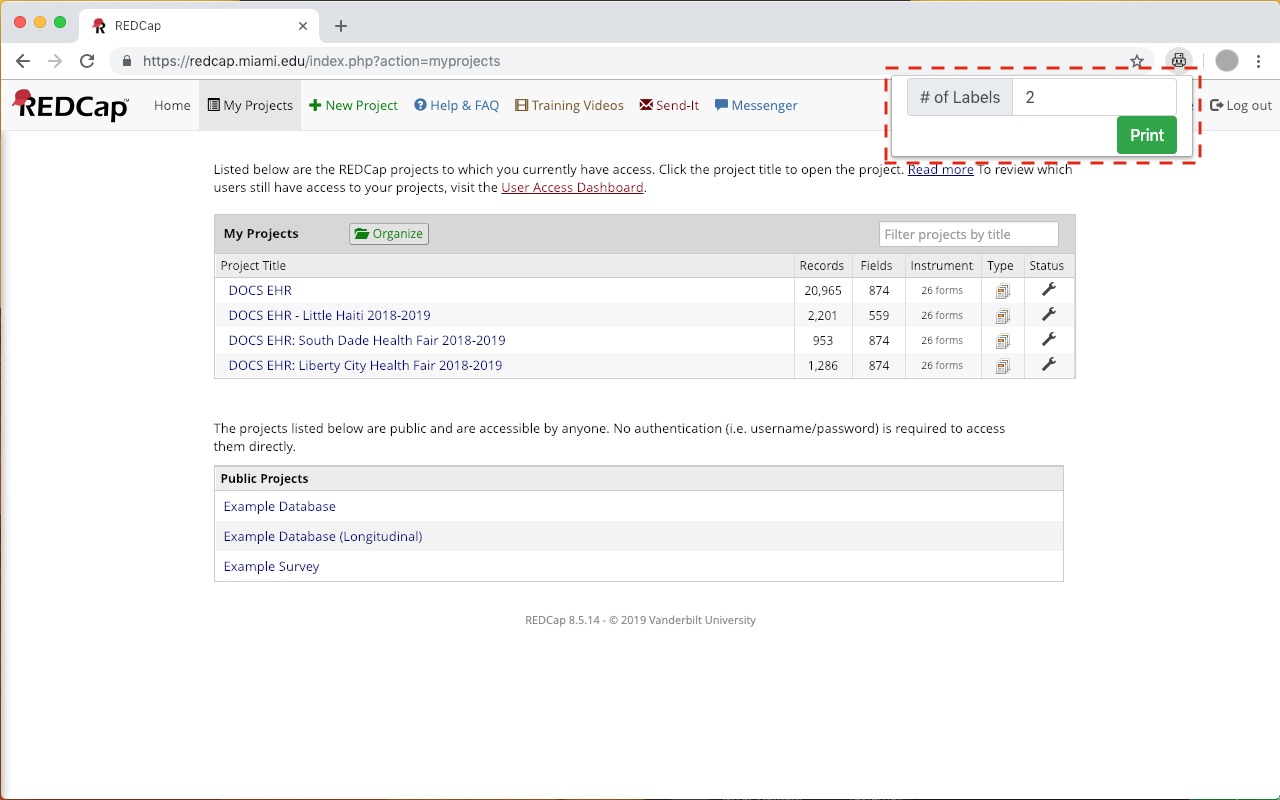 REDCap
https://redcap.miami.edu/index.php?action=myprojects
REDCap™ Home My Projects New Project Help & FAQ Training Videos Send-It Messenger Log out
# of Labels 2
Print
Listed below are the REDCap projects to which you currently have access. Click the project title to open the project. Read more To review which
users still have access to your projects, visit the User Access Dashboard.
My Projects Organize Filter projects by title
Project Title Records Fields Instrument Type Status
DOCS EHR 20,965 874 26 forms
DOCS EHR - Little Haiti 2018-2019 2,201 559 26 forms
DOCS EHR: South Dade Health Fair 2018-2019 953 874 26 forms
DOCS EHR: Liberty City Health Fair 2018-2019 1,286 874 26 forms
The projects listed below are public and are accessible by anyone. No authentication (i.e. username/password) is required to access
them directly.
Public Projects
Example Database
Example Database (Longitudinal)
Example Survey
REDCap 8.5.14 - © 2019 Vanderbilt University